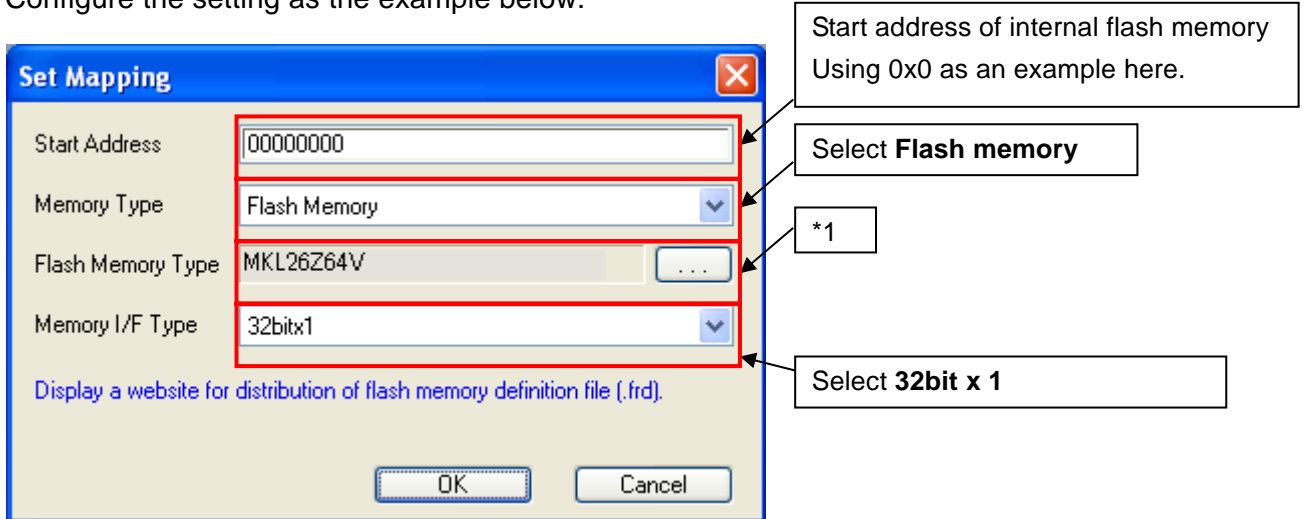 Configure the setting as the example below.
Start address of internal flash memory
Using 0x0 as an example here.
Set Mapping
Start Address
00000000
Memory Type
Flash Memory
Select Flash memory
Flash Memory Type
MKL26Z64V
...
*1
Memory I/F Type
32bitx1
Select 32bit x 1
Display a website for distribution of flash memory definition file (.frd).
OK
Cancel